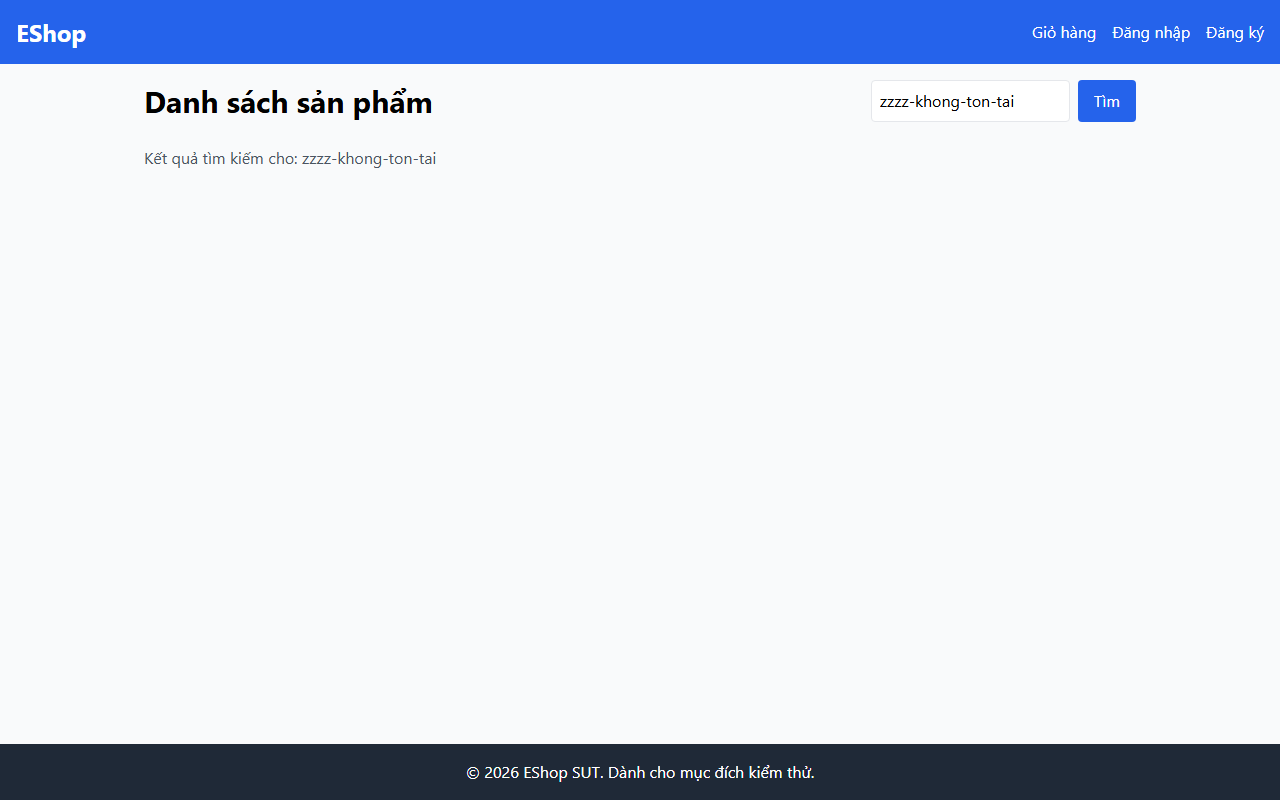 EShop
Giỏ hàng Đăng nhập Đăng ký
Danh sách sản phẩm
zzzz-khong-ton-tai
Tìm
Kết quả tìm kiếm cho: zzzz-khong-ton-tai
© 2026 EShop SUT. Dành cho mục đích kiểm thử.